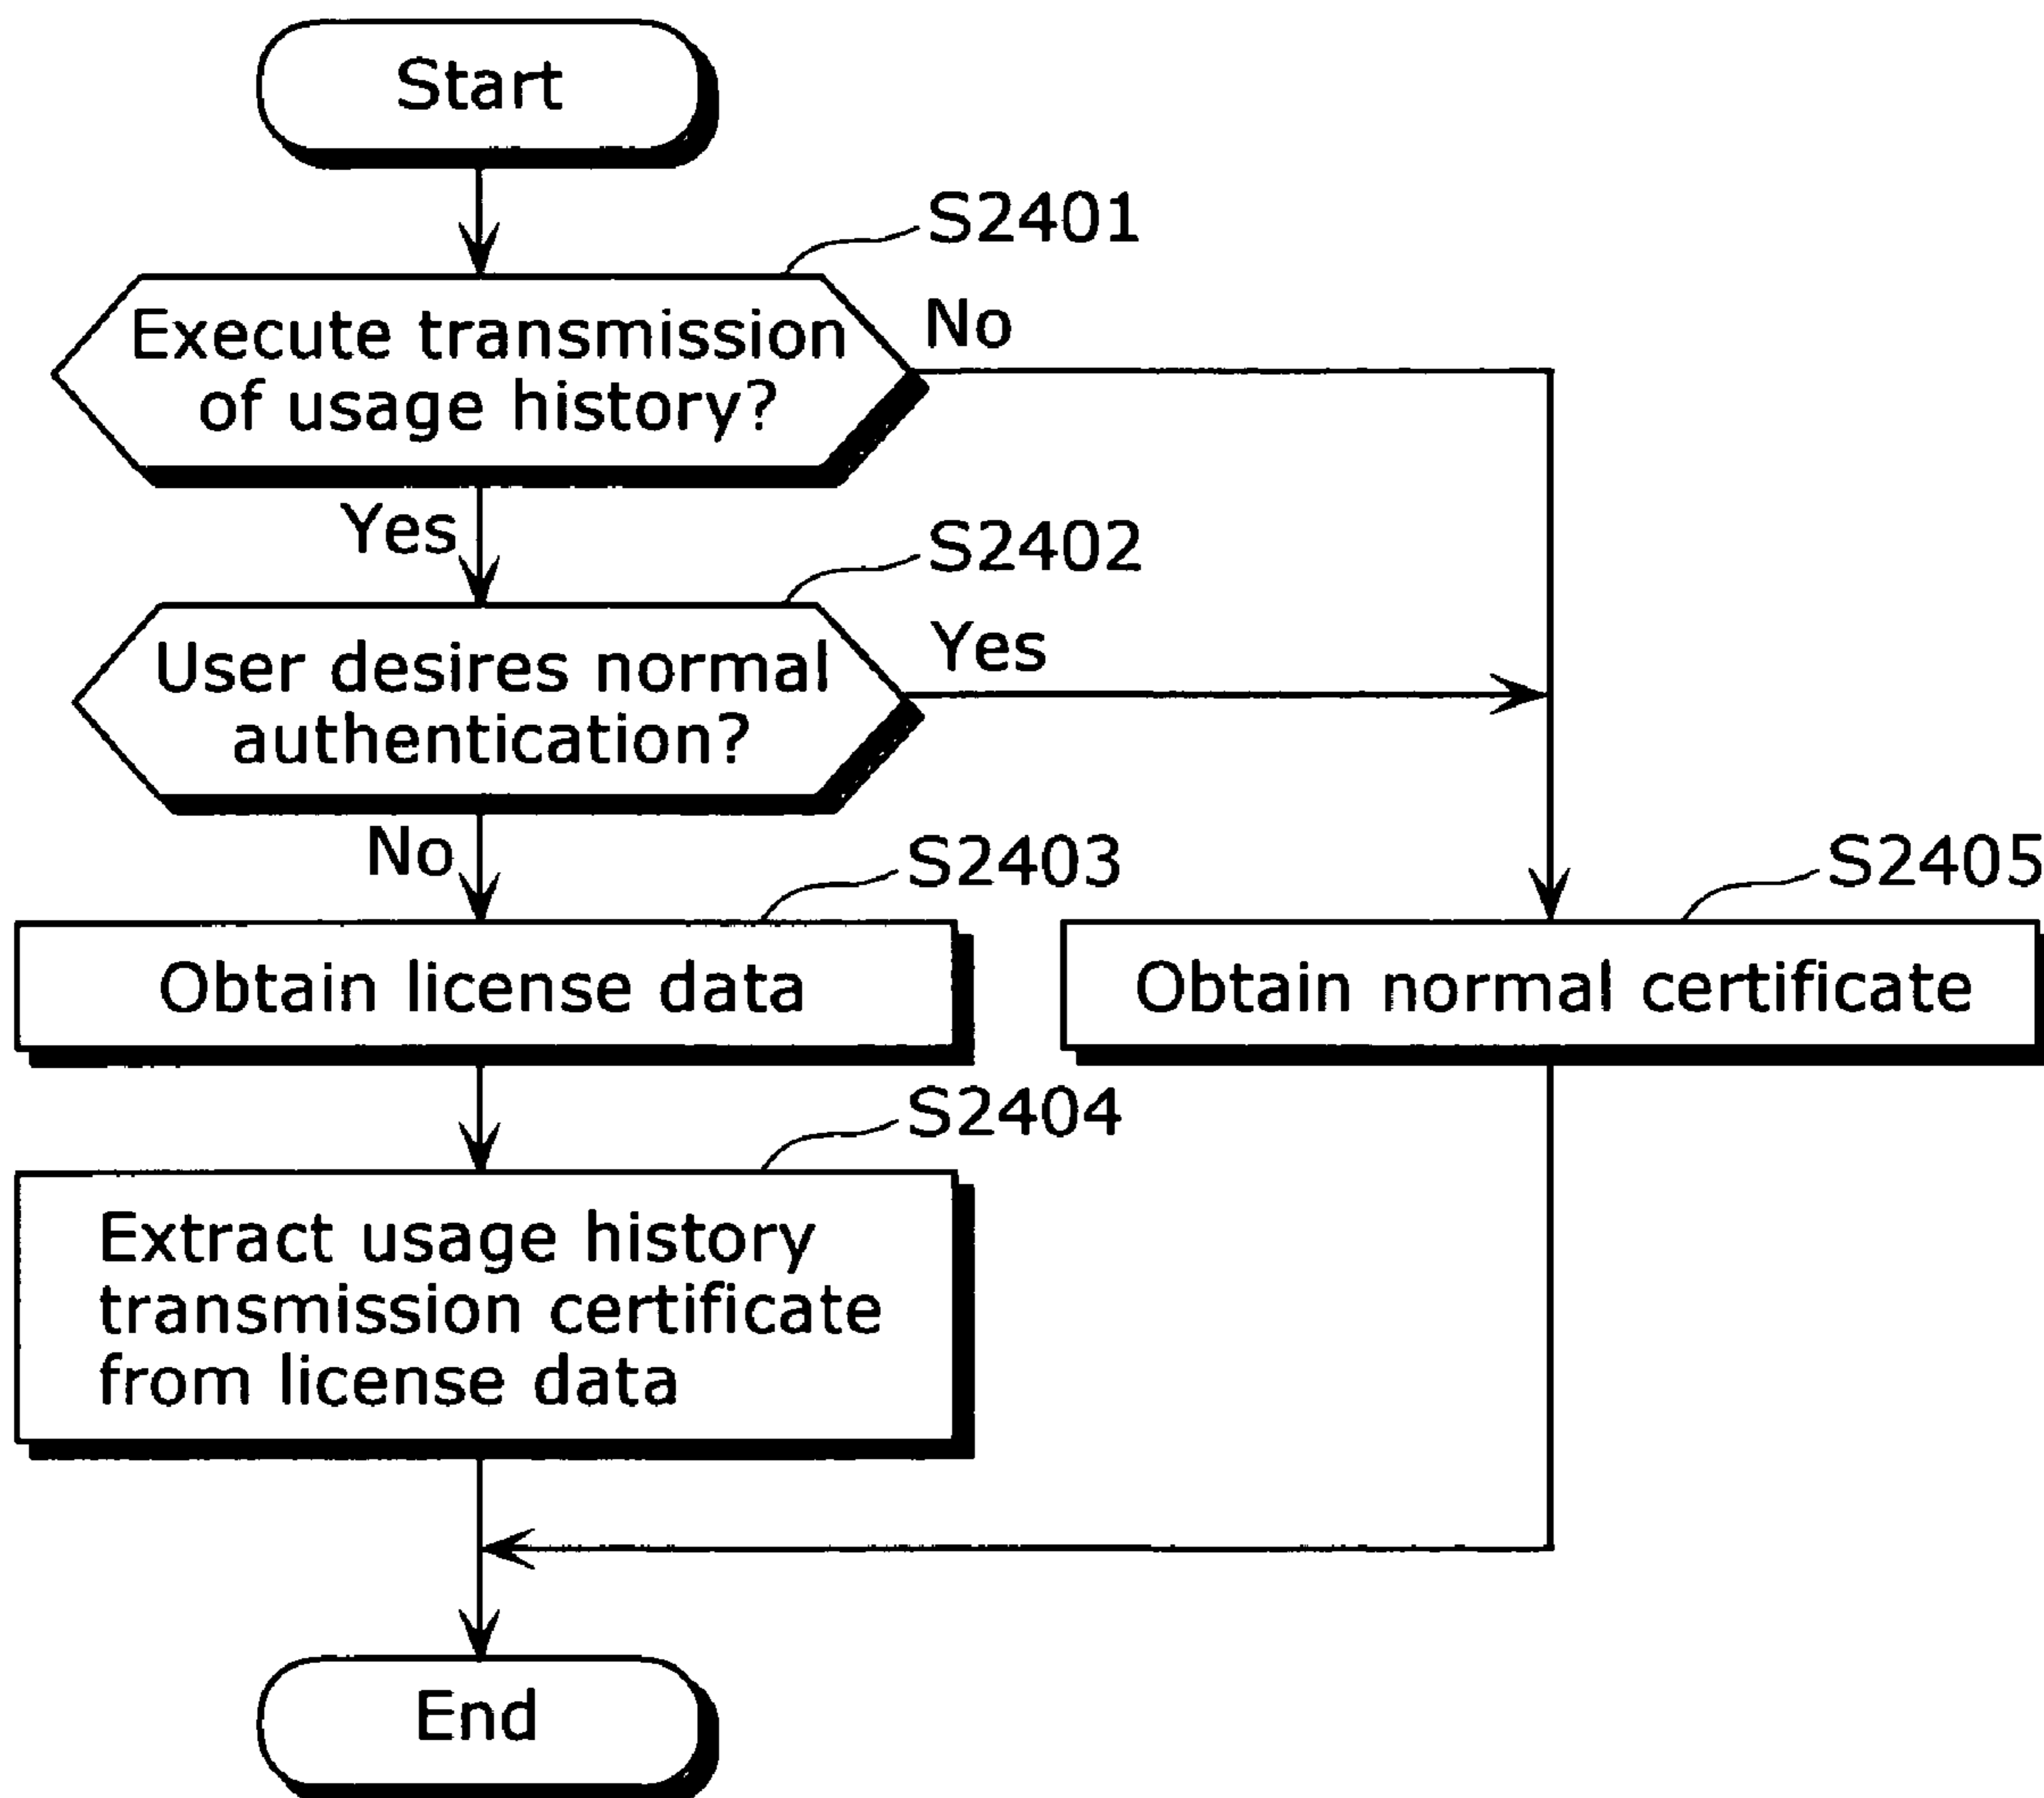 Start
S2401
Execute transmission
of usage history?
No
Yes
S2402
User desires normal
authentication?
Yes
No
S2403
Obtain license data
S2405
Obtain normal certificate
S2404
Extract usage history
transmission certificate
from license data
End